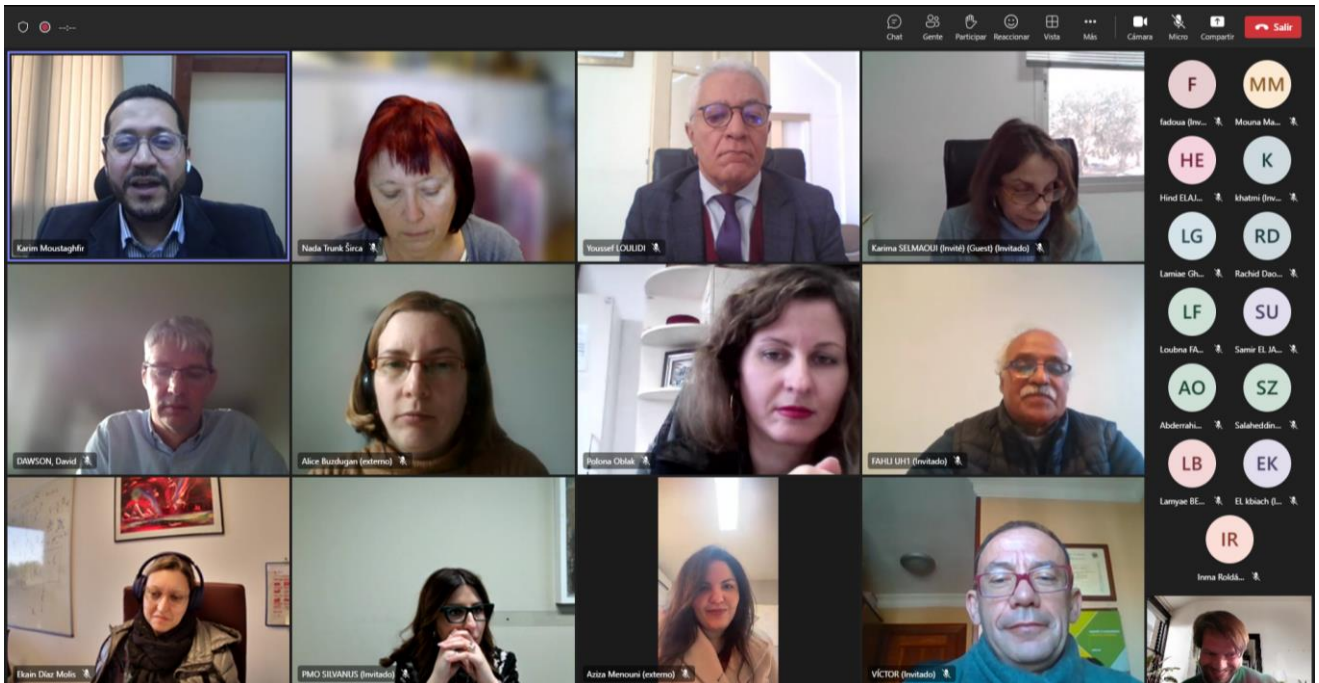 --:--
Chat
Gente
Participar
Reaccionar
Vista
Más
Cámara
Micro
Compartir
Salir
Karim Moustaghfir
Nada Trunk Širca
Youssef LOULIDI
Karima SELMAOUI (Invité) (Guest) (Invitado)
F
fadoua (Inv...
MM
Mouna Ma...
HE
Hind ELAJ...
K
khatmi (Inv...
LG
Lamiae Gh...
RD
Rachid Dao...
DAWSON, David
Alice Buzdugan (externo)
Polona Oblak
FAHLI UH1 (Invitado)
LF
Loubna FA...
SU
Samir EL JA...
AO
Abderrahi...
SZ
Salaheddin...
LB
Lamyae BE...
EK
EL kbiach (I...
IR
Inma Roldá...
Ekain Díaz Molis
PMO SILVANUS (Invitado)
Aziza Menouni (externo)
VÍCTOR (Invitado)